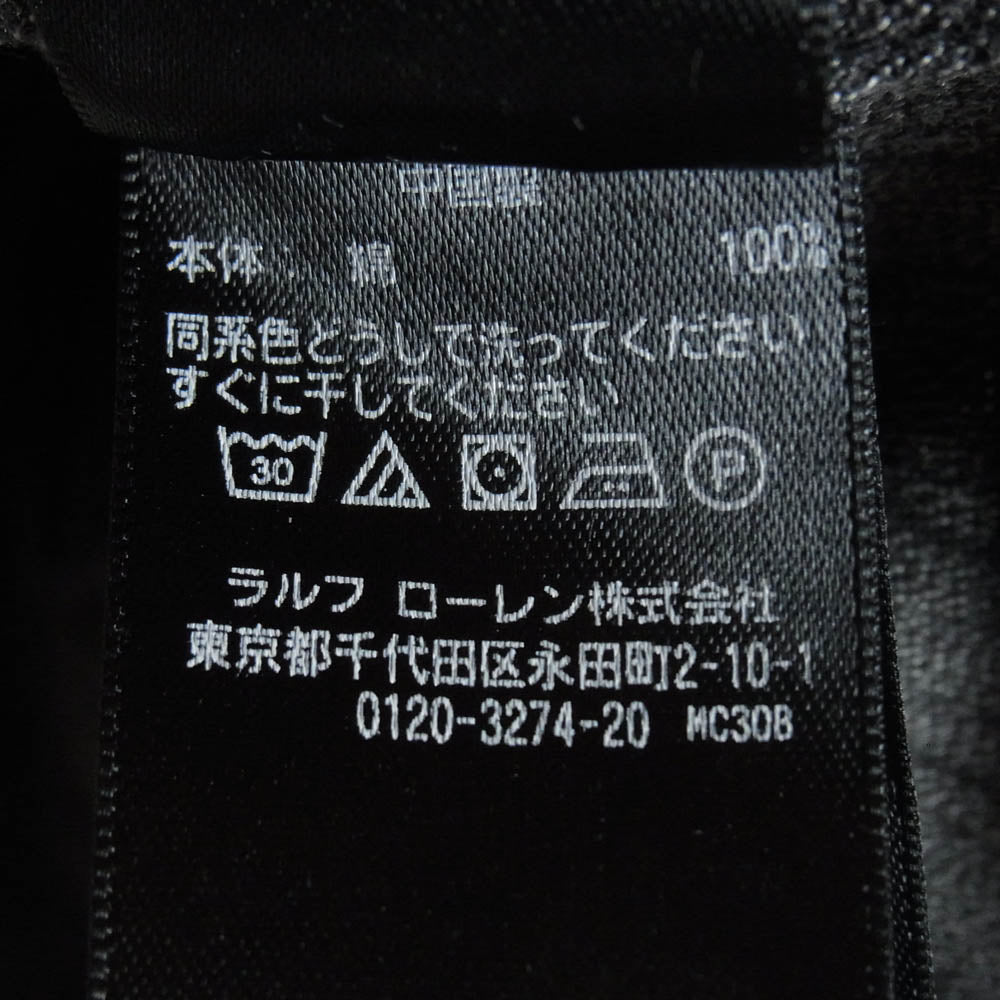 中国製
本体: 綿 100%
同系色どうしで洗ってください
すぐに干してください
30 P
ラルフ ローレン株式会社
東京都千代田区永田町2-10-1
0120-3274-20 MC30B